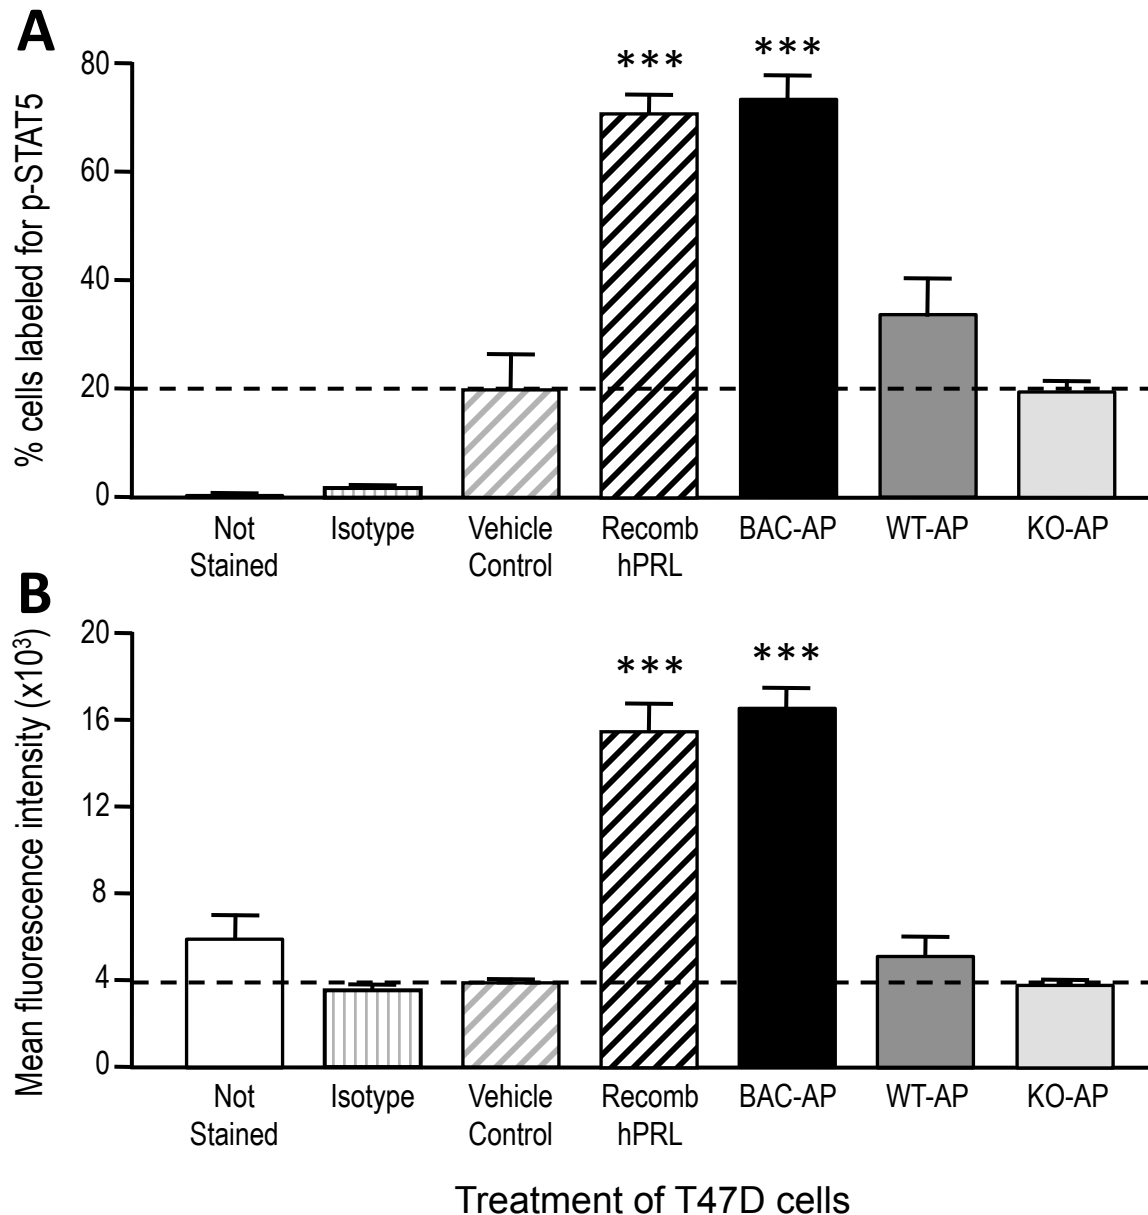 A
% cells labeled for p-STAT5
80
60
40
20
0
***
***
Not
Stained
Isotype
Vehicle
Control
Recomb
hPRL
BAC-AP
WT-AP
KO-AP
B
Mean fluorescence intensity (x10³)
20
16
12
8
4
0
***
***
Not
Stained
Isotype
Vehicle
Control
Recomb
hPRL
BAC-AP
WT-AP
KO-AP
Treatment of T47D cells